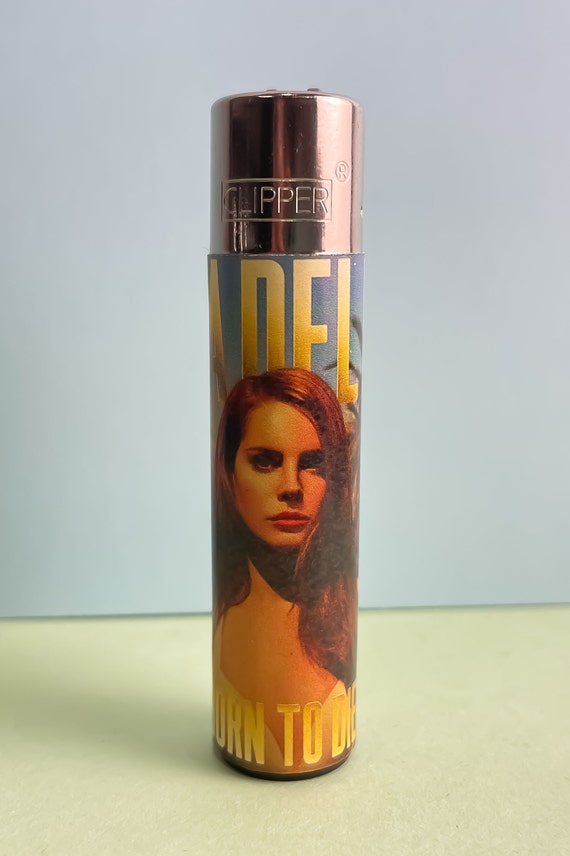 CLIPPER®
A DEL
ORN TO DIE